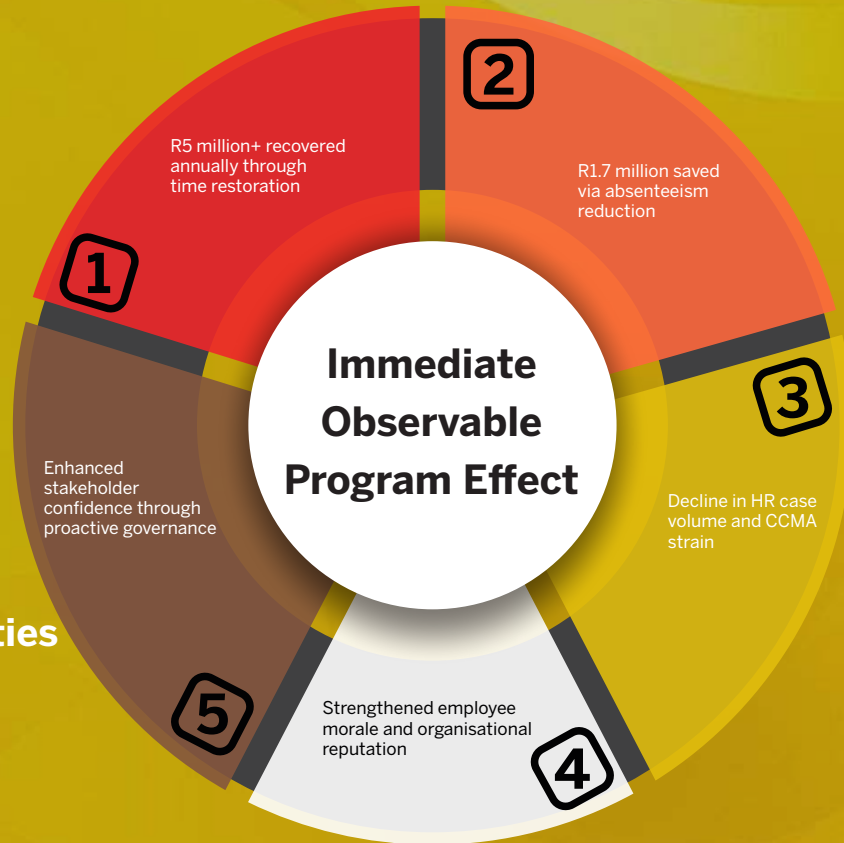 Immediate
Observable
Program Effect
1
R5 million+ recovered
annually through
time restoration
2
R1.7 million saved
via absenteeism
reduction
3
Decline in HR case
volume and CCMA
strain
4
Strengthened employee
morale and organisational
reputation
5
Enhanced
stakeholder
confidence through
proactive governance
ties